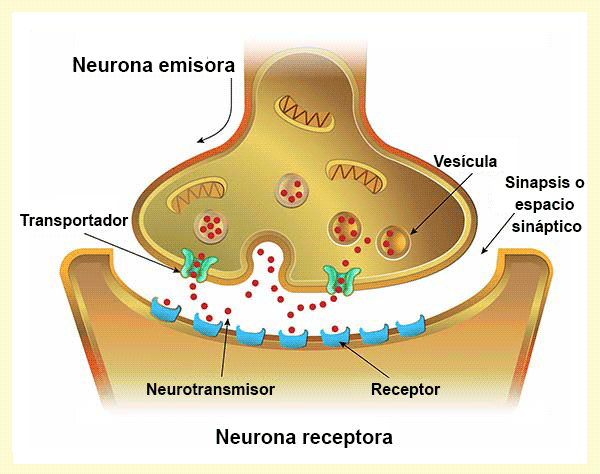 Neurona emisora
Vesícula
Sinapsis o
espacio
sináptico
Transportador
Neurotransmisor
Receptor
Neurona receptora